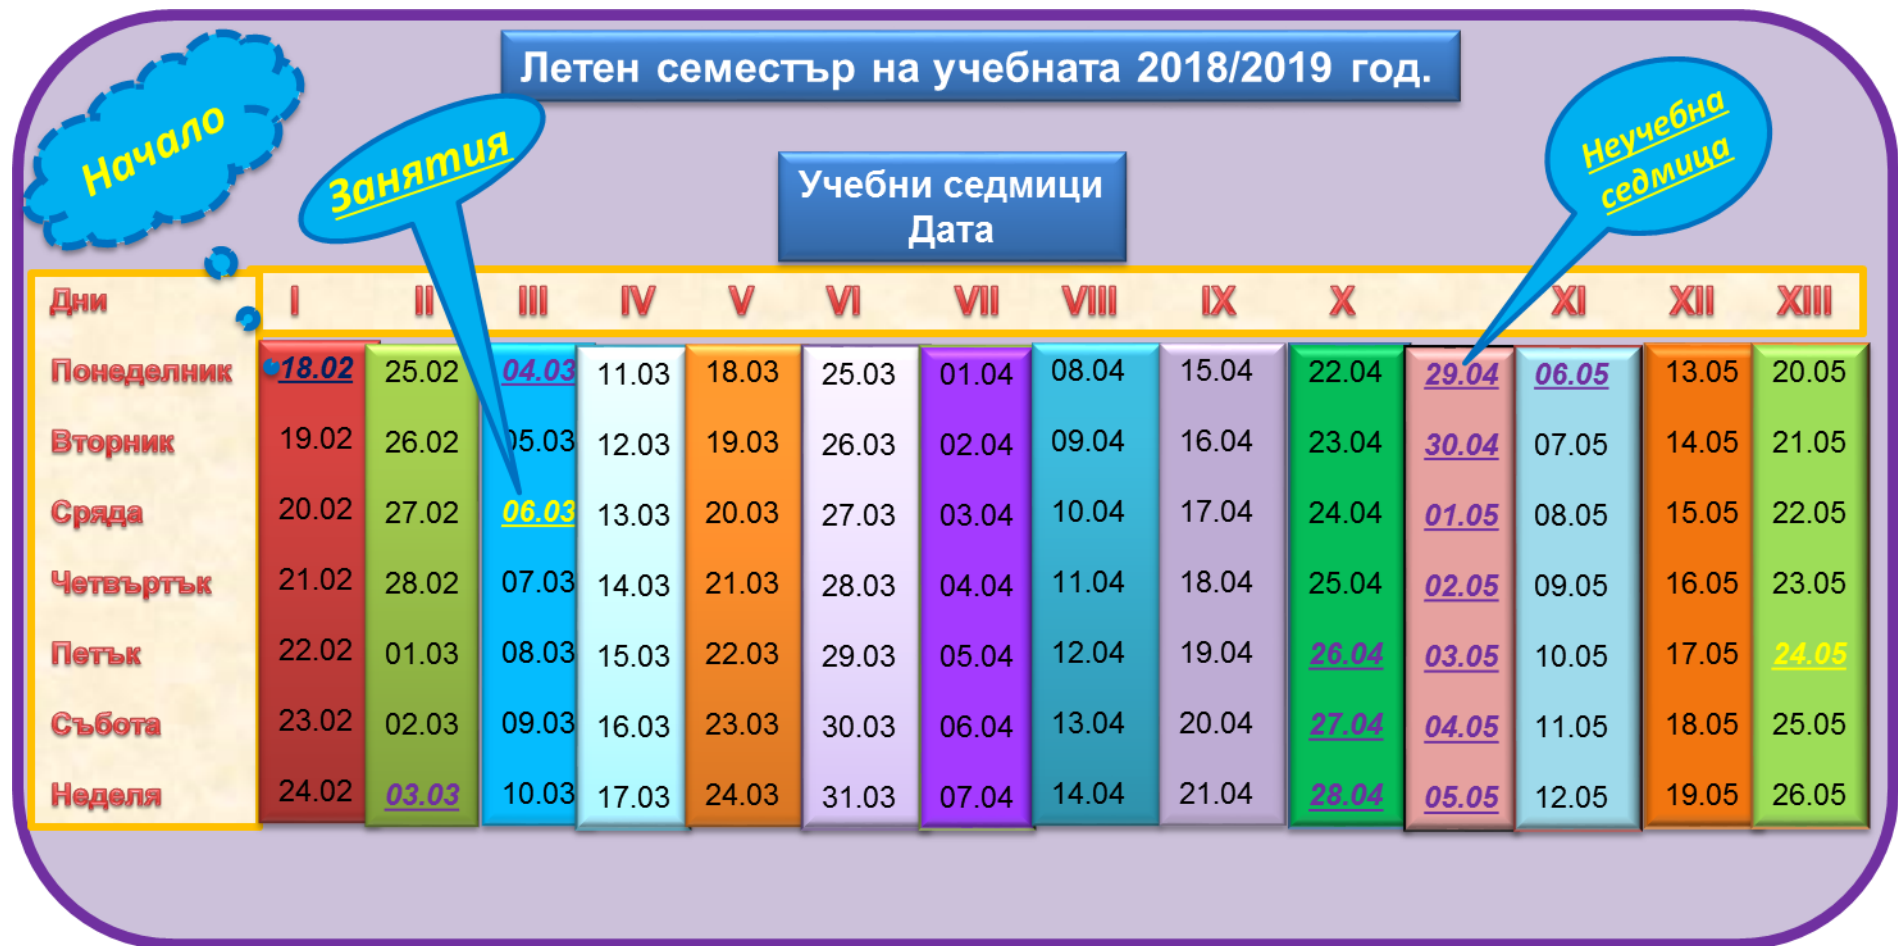 Летен семестър на учебната 2018/2019 год.
Начало
Занятия
Неучебна
седмица
Учебни седмици
Дата
Дни I II III IV V VI VII VIII IX X XI XII XIII
Понеделник 18.02 25.02 04.03 11.03 18.03 25.03 01.04 08.04 15.04 22.04 29.04 06.05 13.05 20.05
Вторник 19.02 26.02 05.03 12.03 19.03 26.03 02.04 09.04 16.04 23.04 30.04 07.05 14.05 21.05
Сряда 20.02 27.02 06.03 13.03 20.03 27.03 03.04 10.04 17.04 24.04 01.05 08.05 15.05 22.05
Четвъртък 21.02 28.02 07.03 14.03 21.03 28.03 04.04 11.04 18.04 25.04 02.05 09.05 16.05 23.05
Петък 22.02 01.03 08.03 15.03 22.03 29.03 05.04 12.04 19.04 26.04 03.05 10.05 17.05 24.05
Събота 23.02 02.03 09.03 16.03 23.03 30.03 06.04 13.04 20.04 27.04 04.05 11.05 18.05 25.05
Неделя 24.02 03.03 10.03 17.03 24.03 31.03 07.04 14.04 21.04 28.04 05.05 12.05 19.05 26.05